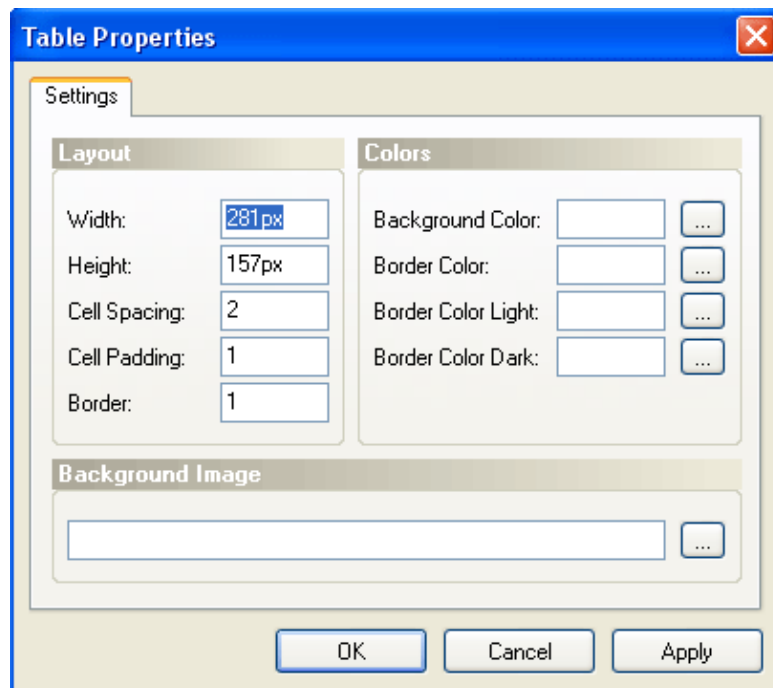 Table Properties
Settings
Layout
Width: 281px
Height: 157px
Cell Spacing: 2
Cell Padding: 1
Border: 1
Colors
Background Color: ...
Border Color: ...
Border Color Light: ...
Border Color Dark: ...
Background Image
...
OK Cancel Apply